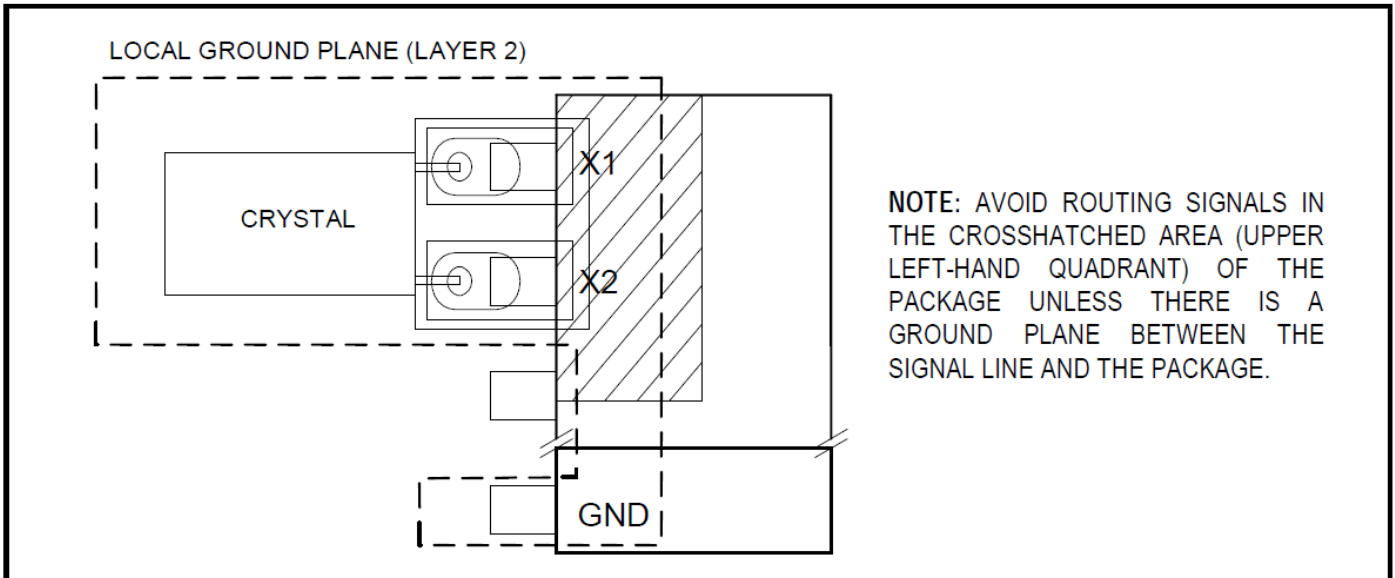 LOCAL GROUND PLANE (LAYER 2)
CRYSTAL
X1
X2
GND
NOTE: AVOID ROUTING SIGNALS IN
THE CROSSHATCHED AREA (UPPER
LEFT-HAND QUADRANT) OF THE
PACKAGE UNLESS THERE IS A
GROUND PLANE BETWEEN THE
SIGNAL LINE AND THE PACKAGE.